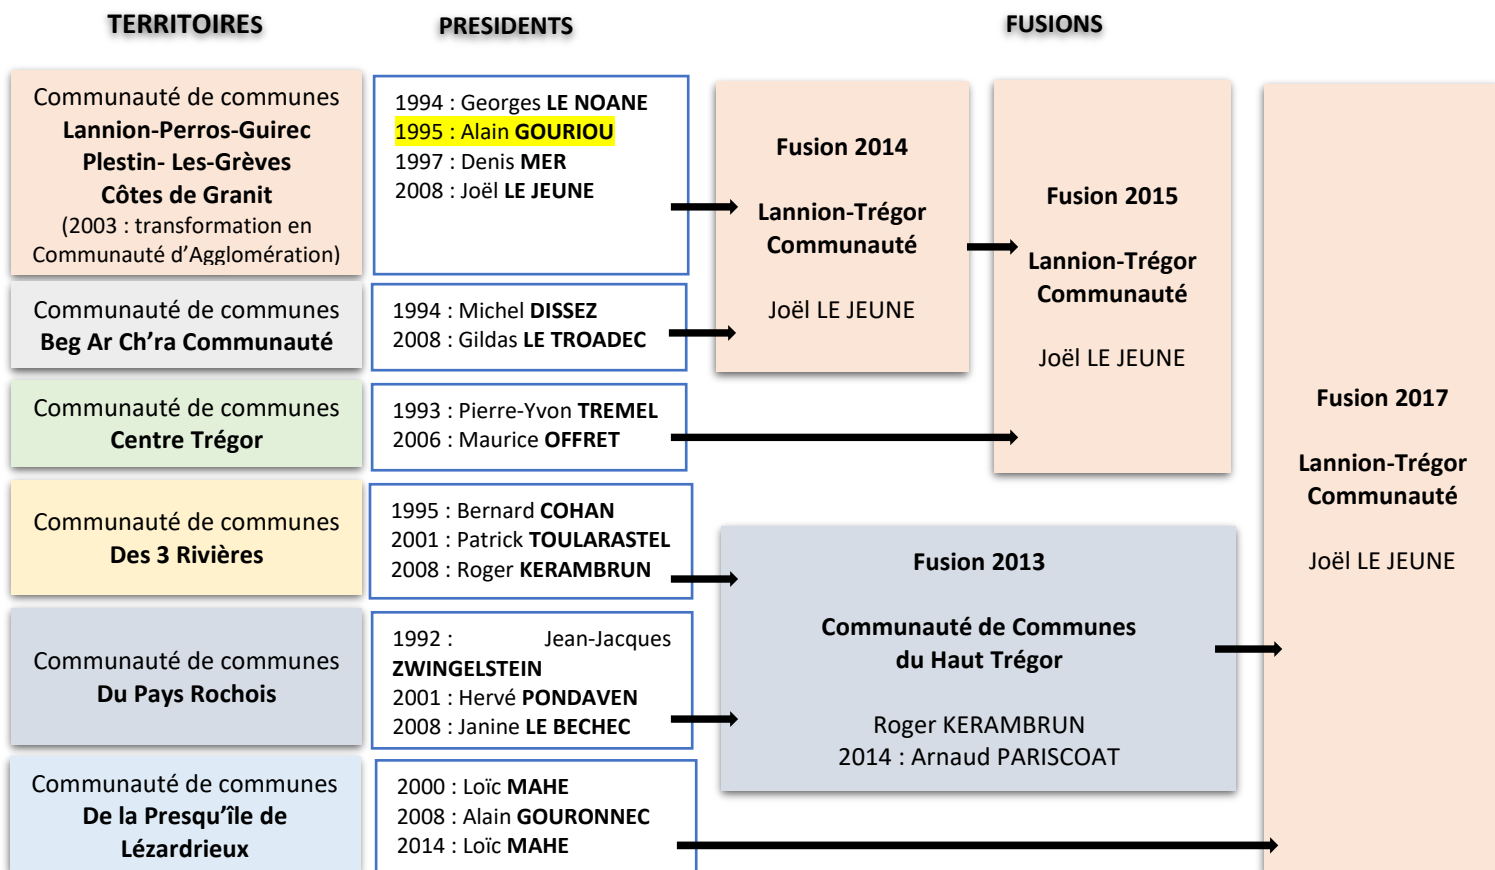 TERRITOIRES
PRESIDENTS
FUSIONS
Communauté de communes
Lannion-Perros-Guirec
Plestin- Les-Grèves
Côtes de Granit
(2003 : transformation en
Communauté d’Agglomération)
1994 : Georges LE NOANE
1995 : Alain GOURIOU
1997 : Denis MER
2008 : Joël LE JEUNE
Communauté de communes
Beg Ar Ch’ra Communauté
1994 : Michel DISSEZ
2008 : Gildas LE TROADEC
Fusion 2014
Lannion-Trégor
Communauté
Joël LE JEUNE
Communauté de communes
Centre Trégor
1993 : Pierre-Yvon TREMEL
2006 : Maurice OFFRET
Fusion 2015
Lannion-Trégor
Communauté
Joël LE JEUNE
Communauté de communes
Des 3 Rivières
1995 : Bernard COHAN
2001 : Patrick TOULARASTEL
2008 : Roger KERAMBRUN
Communauté de communes
Du Pays Rochois
1992 : Jean-Jacques
ZWINGELSTEIN
2001 : Hervé PONDAVEN
2008 : Janine LE BECHEC
Fusion 2013
Communauté de Communes
du Haut Trégor
Roger KERAMBRUN
2014 : Arnaud PARISCOAT
Communauté de communes
De la Presqu’île de
Lézardrieux
2000 : Loïc MAHE
2008 : Alain GOURONNEC
2014 : Loïc MAHE
Fusion 2017
Lannion-Trégor
Communauté
Joël LE JEUNE